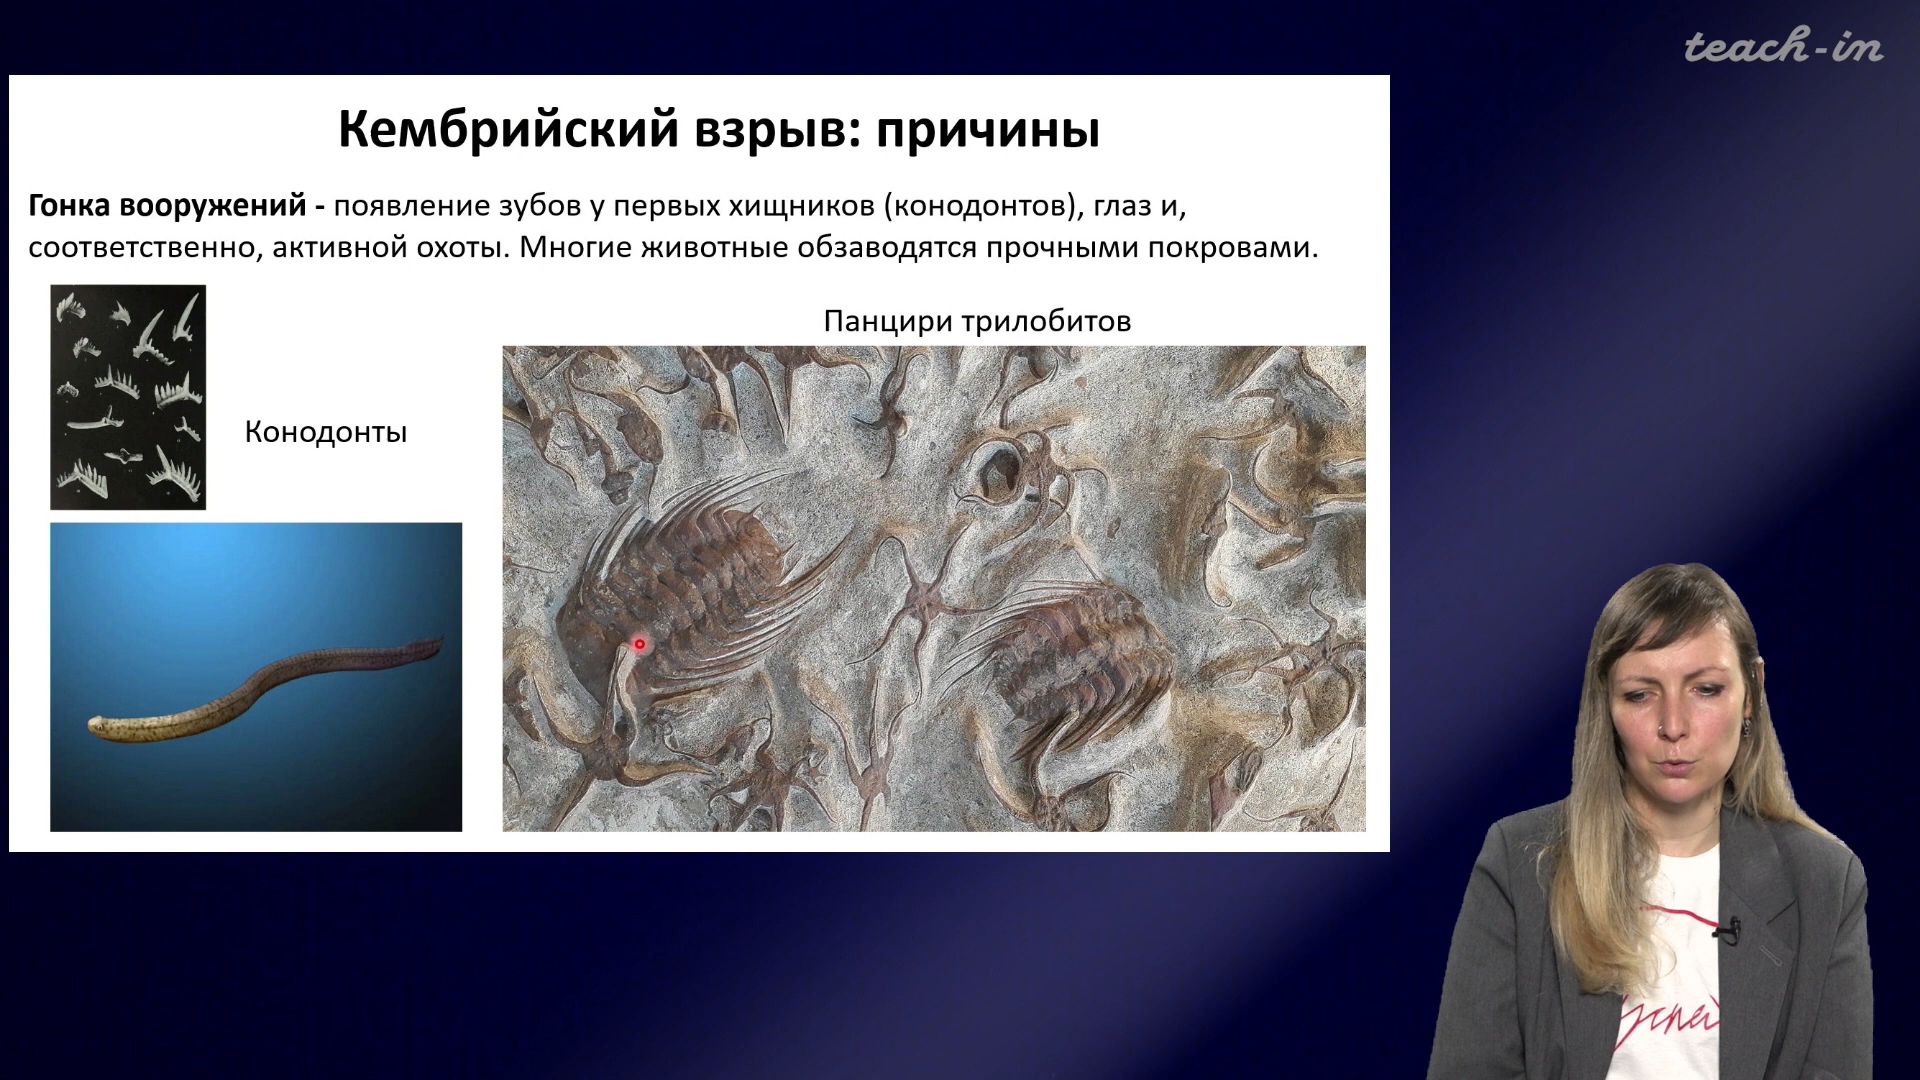 teach-in
Кембрийский взрыв: причины
Гонка вооружений - появление зубов у первых хищников (конодонтов), глаз и,
соответственно, активной охоты. Многие животные обзаводятся прочными покровами.
Панцири трилобитов
Конодонты